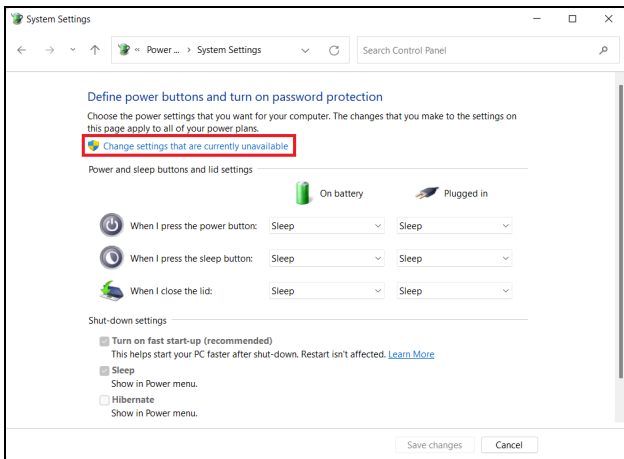 System Settings
« Power ... › System Settings
Search Control Panel
Define power buttons and turn on password protection
Choose the power settings that you want for your computer. The changes that you make to the settings on
this page apply to all of your power plans.
Change settings that are currently unavailable
Power and sleep buttons and lid settings
On battery Plugged in
When I press the power button: Sleep Sleep
When I press the sleep button: Sleep Sleep
When I close the lid: Sleep Sleep
Shut-down settings
Turn on fast start-up (recommended)
This helps start your PC faster after shut-down. Restart isn't affected. Learn More
Sleep
Show in Power menu.
Hibernate
Show in Power menu.
Save changes Cancel